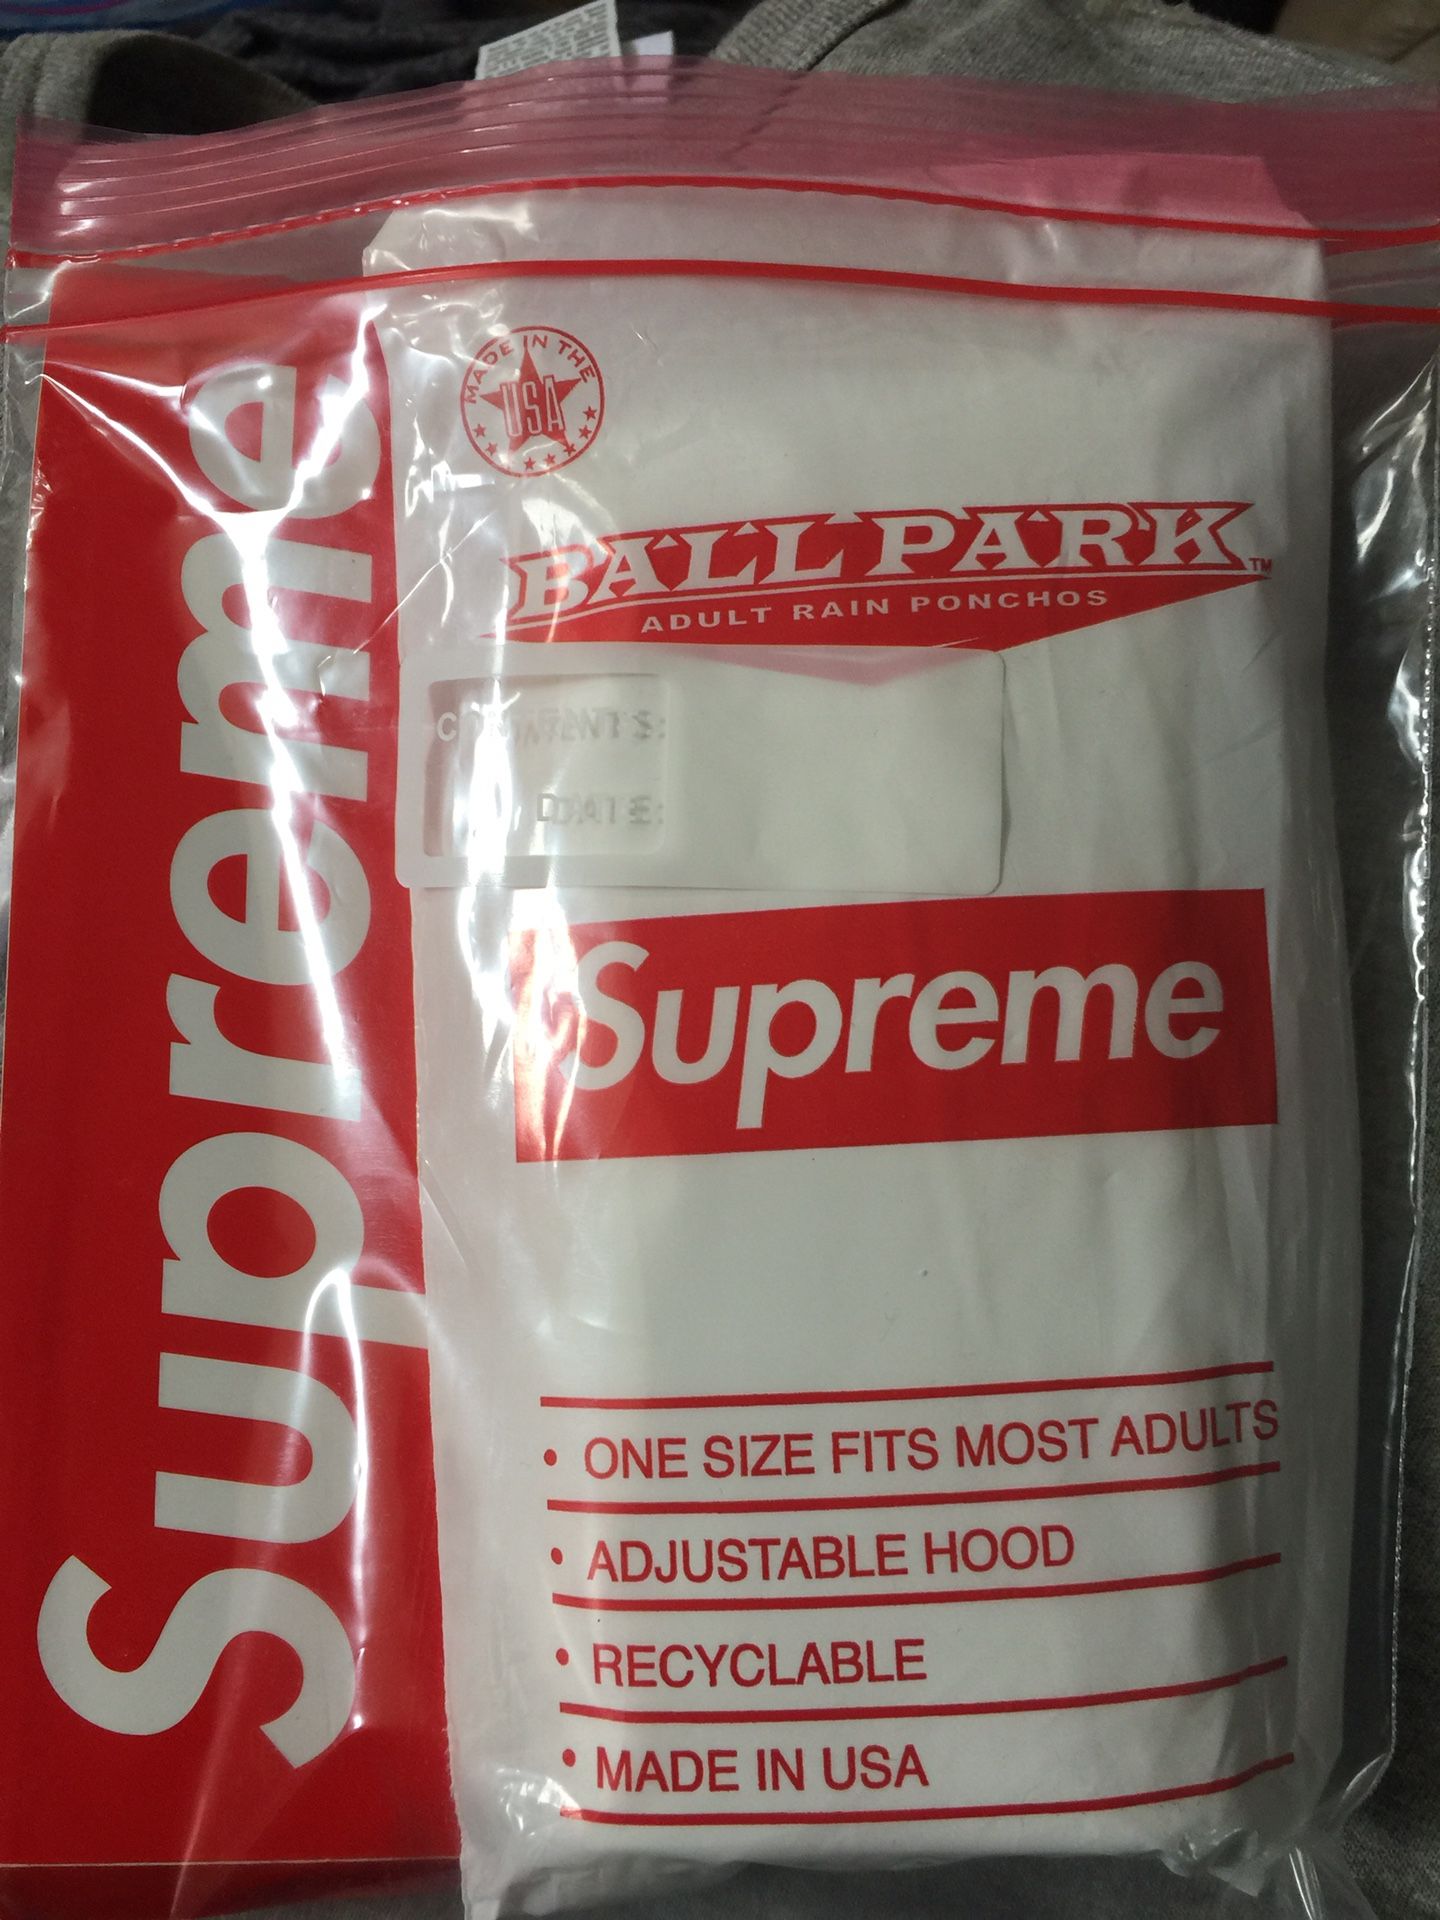 Supreme
MADE IN THE
USA
BALL PARK™
ADULT RAIN PONCHOS
CONTENTS:
DATE:
Supreme
• ONE SIZE FITS MOST ADULTS
• ADJUSTABLE HOOD
• RECYCLABLE
• MADE IN USA